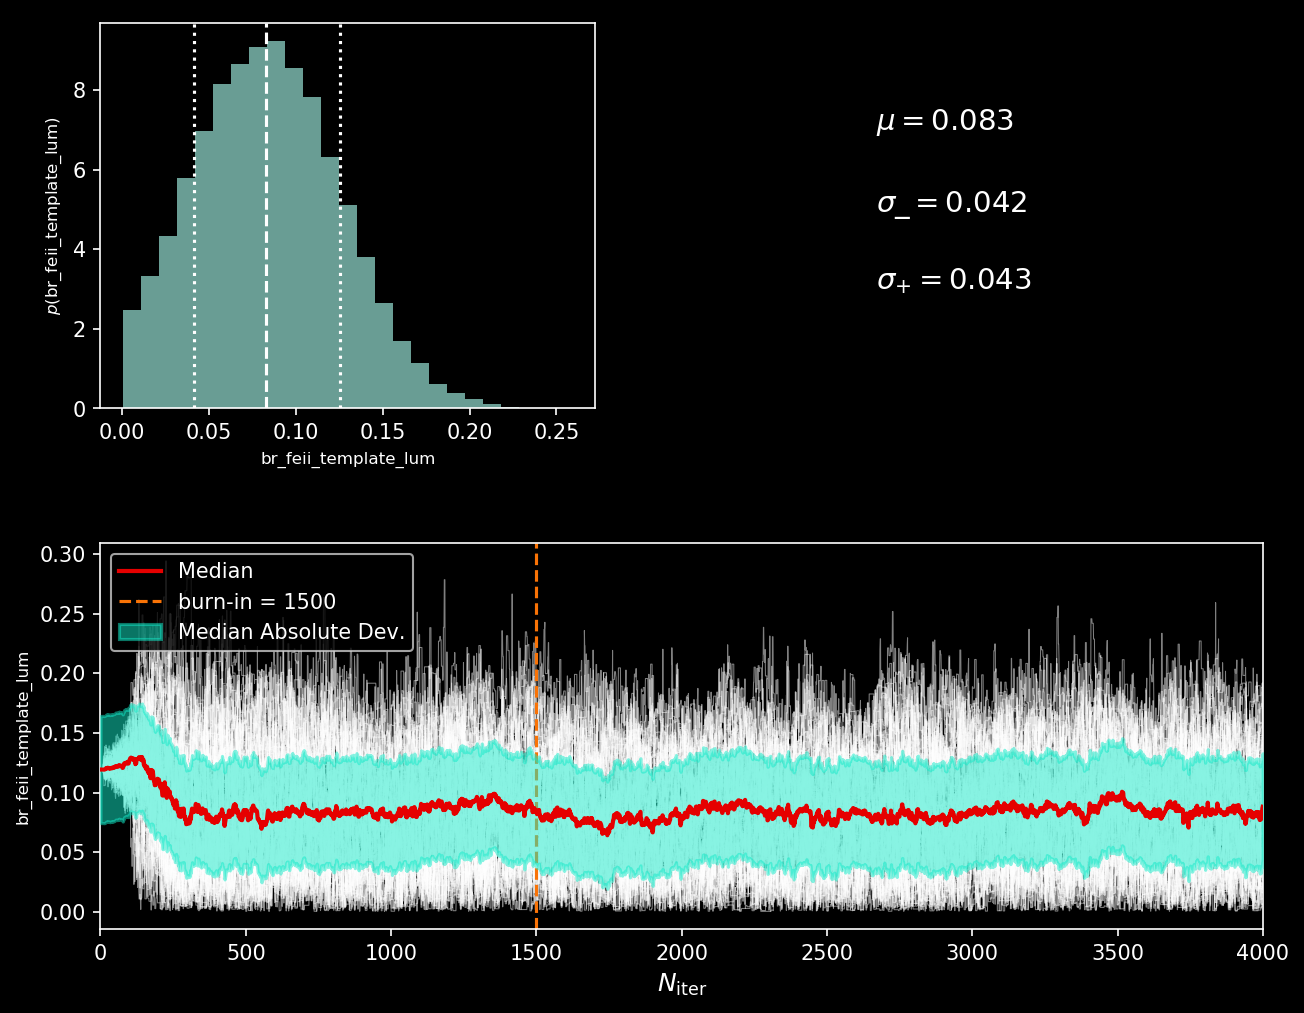 8
6
4
2
0
p(br_feii_template_lum)
0.00 0.05 0.10 0.15 0.20 0.25
br_feii_template_lum
μ = 0.083
σ₋ = 0.042
σ₊ = 0.043
0.30
0.25
0.20
0.15
0.10
0.05
0.00
br_feii_template_lum
Median
burn-in = 1500
Median Absolute Dev.
0 500 1000 1500 2000 2500 3000 3500 4000
N_iter